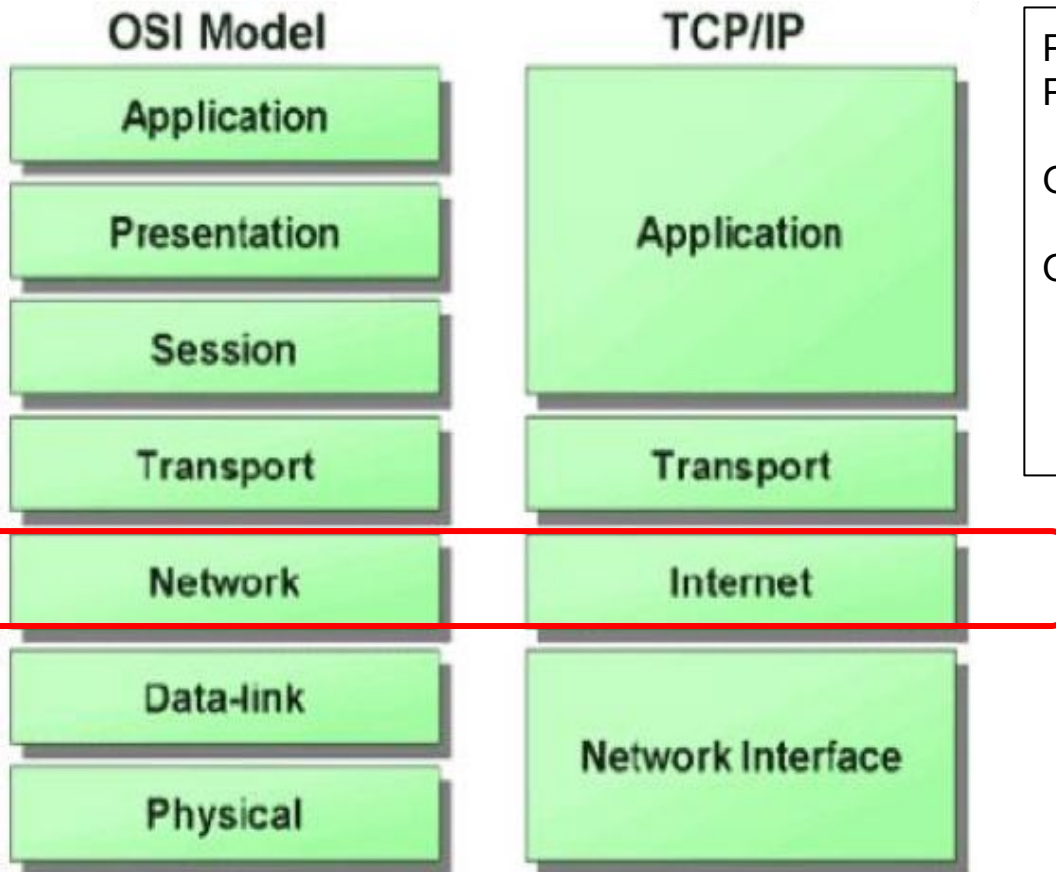 OSI Model
Application
Presentation
Session
Transport
Network
Data-link
Physical
TCP/IP
Application
Transport
Internet
Network Interface